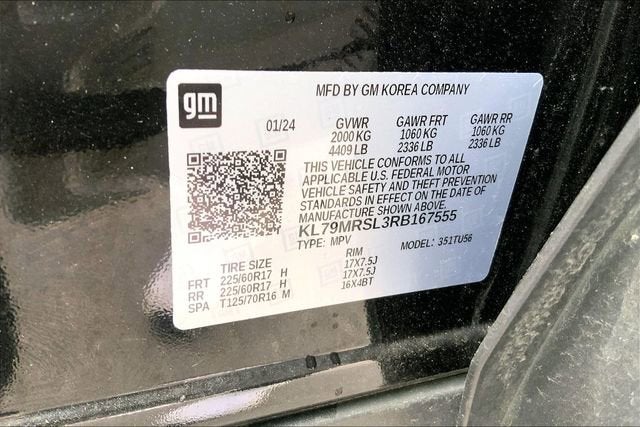 gm
MFD BY GM KOREA COMPANY
01/24 GVWR GAWR FRT GAWR RR
2000 KG 1060 KG 1060 KG
4409 LB 2336 LB 2336 LB
THIS VEHICLE CONFORMS TO ALL
APPLICABLE U.S. FEDERAL MOTOR
VEHICLE SAFETY AND THEFT PREVENTION
STANDARDS IN EFFECT ON THE DATE OF
MANUFACTURE SHOWN ABOVE.
KL79MRSL3RB167555
TYPE: MPV MODEL: 351TU56
TIRE SIZE RIM
FRT 225/60R17 H 17X7.5J
RR 225/60R17 H 17X7.5J
SPA T125/70R16 M 16X4BT